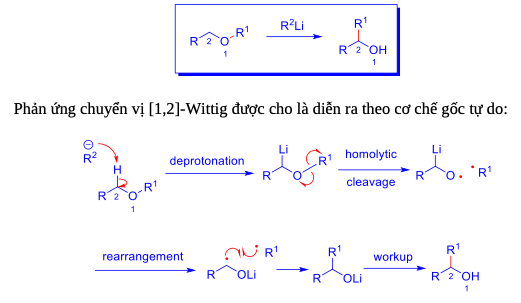 R 2 O R¹ R²Li R¹ R 2 OH
1 1
Phản ứng chuyển vị [1,2]-Wittig được cho là diễn ra theo cơ chế gốc tự do:
⊖ R² H R 2 O R¹ 1
deprotonation
Li R O R¹
homolytic
cleavage
Li R O R¹
rearrangement
R OLi R¹
R¹ R OLi
workup
R¹ R 2 OH
1